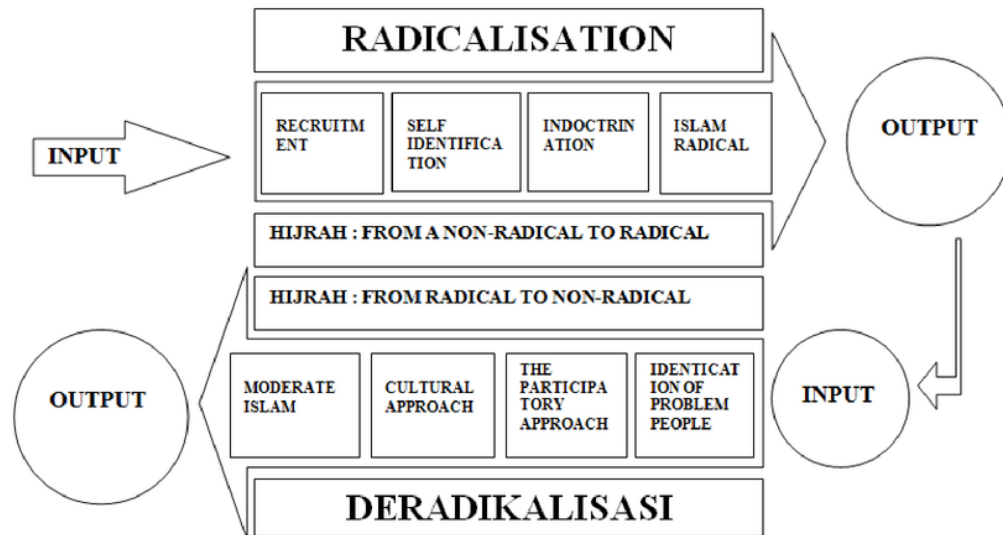 RADICALISATION
INPUT
RECRUITM
ENT
SELF
IDENTIFICA
TION
INDOCTRIN
ATION
ISLAM
RADICAL
OUTPUT
HIJRAH : FROM A NON-RADICAL TO RADICAL
HIJRAH : FROM RADICAL TO NON-RADICAL
OUTPUT
MODERATE
ISLAM
CULTURAL
APPROACH
THE
PARTICIPA
TORY
APPROACH
IDENTICAT
ION OF
PROBLEM
PEOPLE
INPUT
DERADIKALISASI